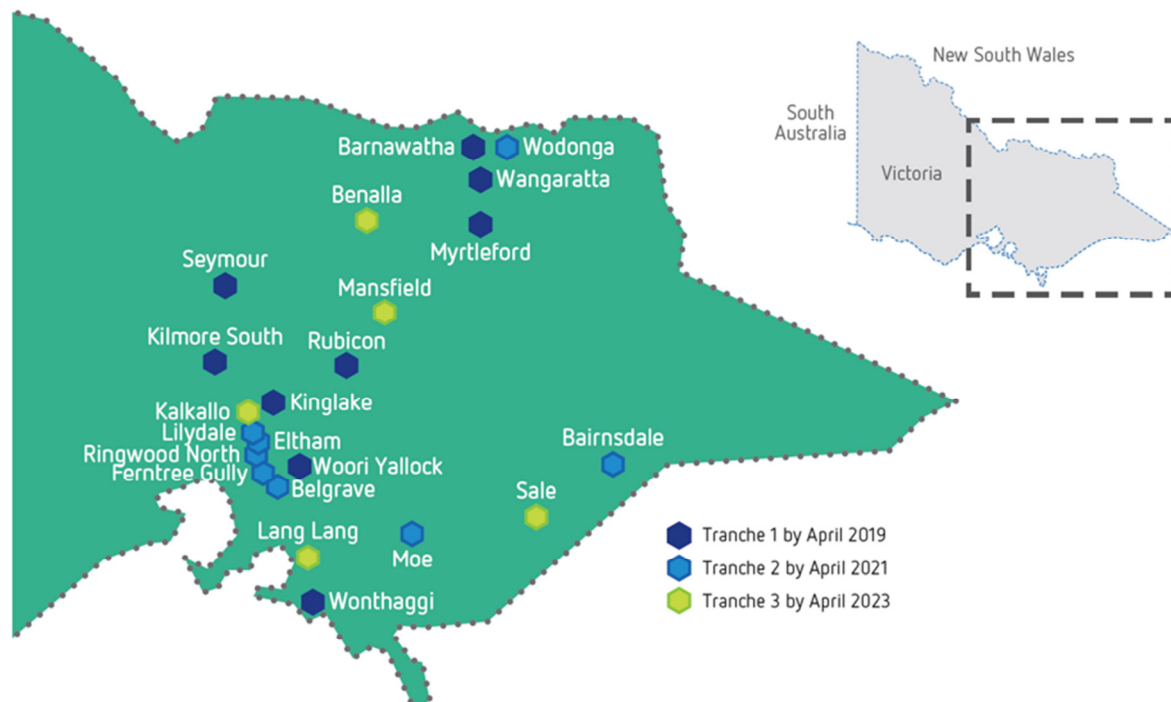 New South Wales
South
Australia
Victoria
Barnawatha
Wodonga
Wangaratta
Benalla
Myrtleford
Seymour
Mansfield
Kilmore South
Rubicon
Kinglake
Kalkallo
Lilydale
Eltham
Ringwood North
Woori Yallock
Ferntree Gully
Belgrave
Bairnsdale
Sale
Lang Lang
Moe
Wonthaggi
Tranche 1 by April 2019
Tranche 2 by April 2021
Tranche 3 by April 2023